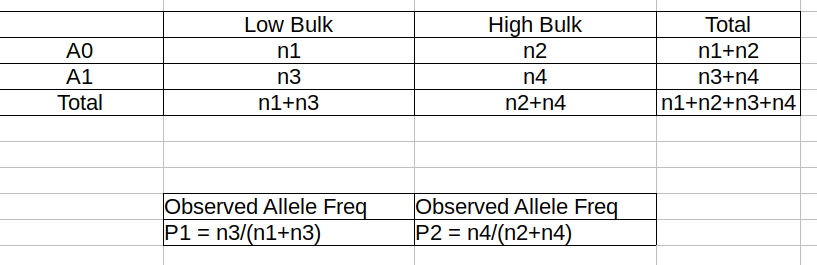 Low Bulk High Bulk Total
A0 n1 n2 n1+n2
A1 n3 n4 n3+n4
Total n1+n3 n2+n4 n1+n2+n3+n4
Observed Allele Freq Observed Allele Freq
P1 = n3/(n1+n3) P2 = n4/(n2+n4)